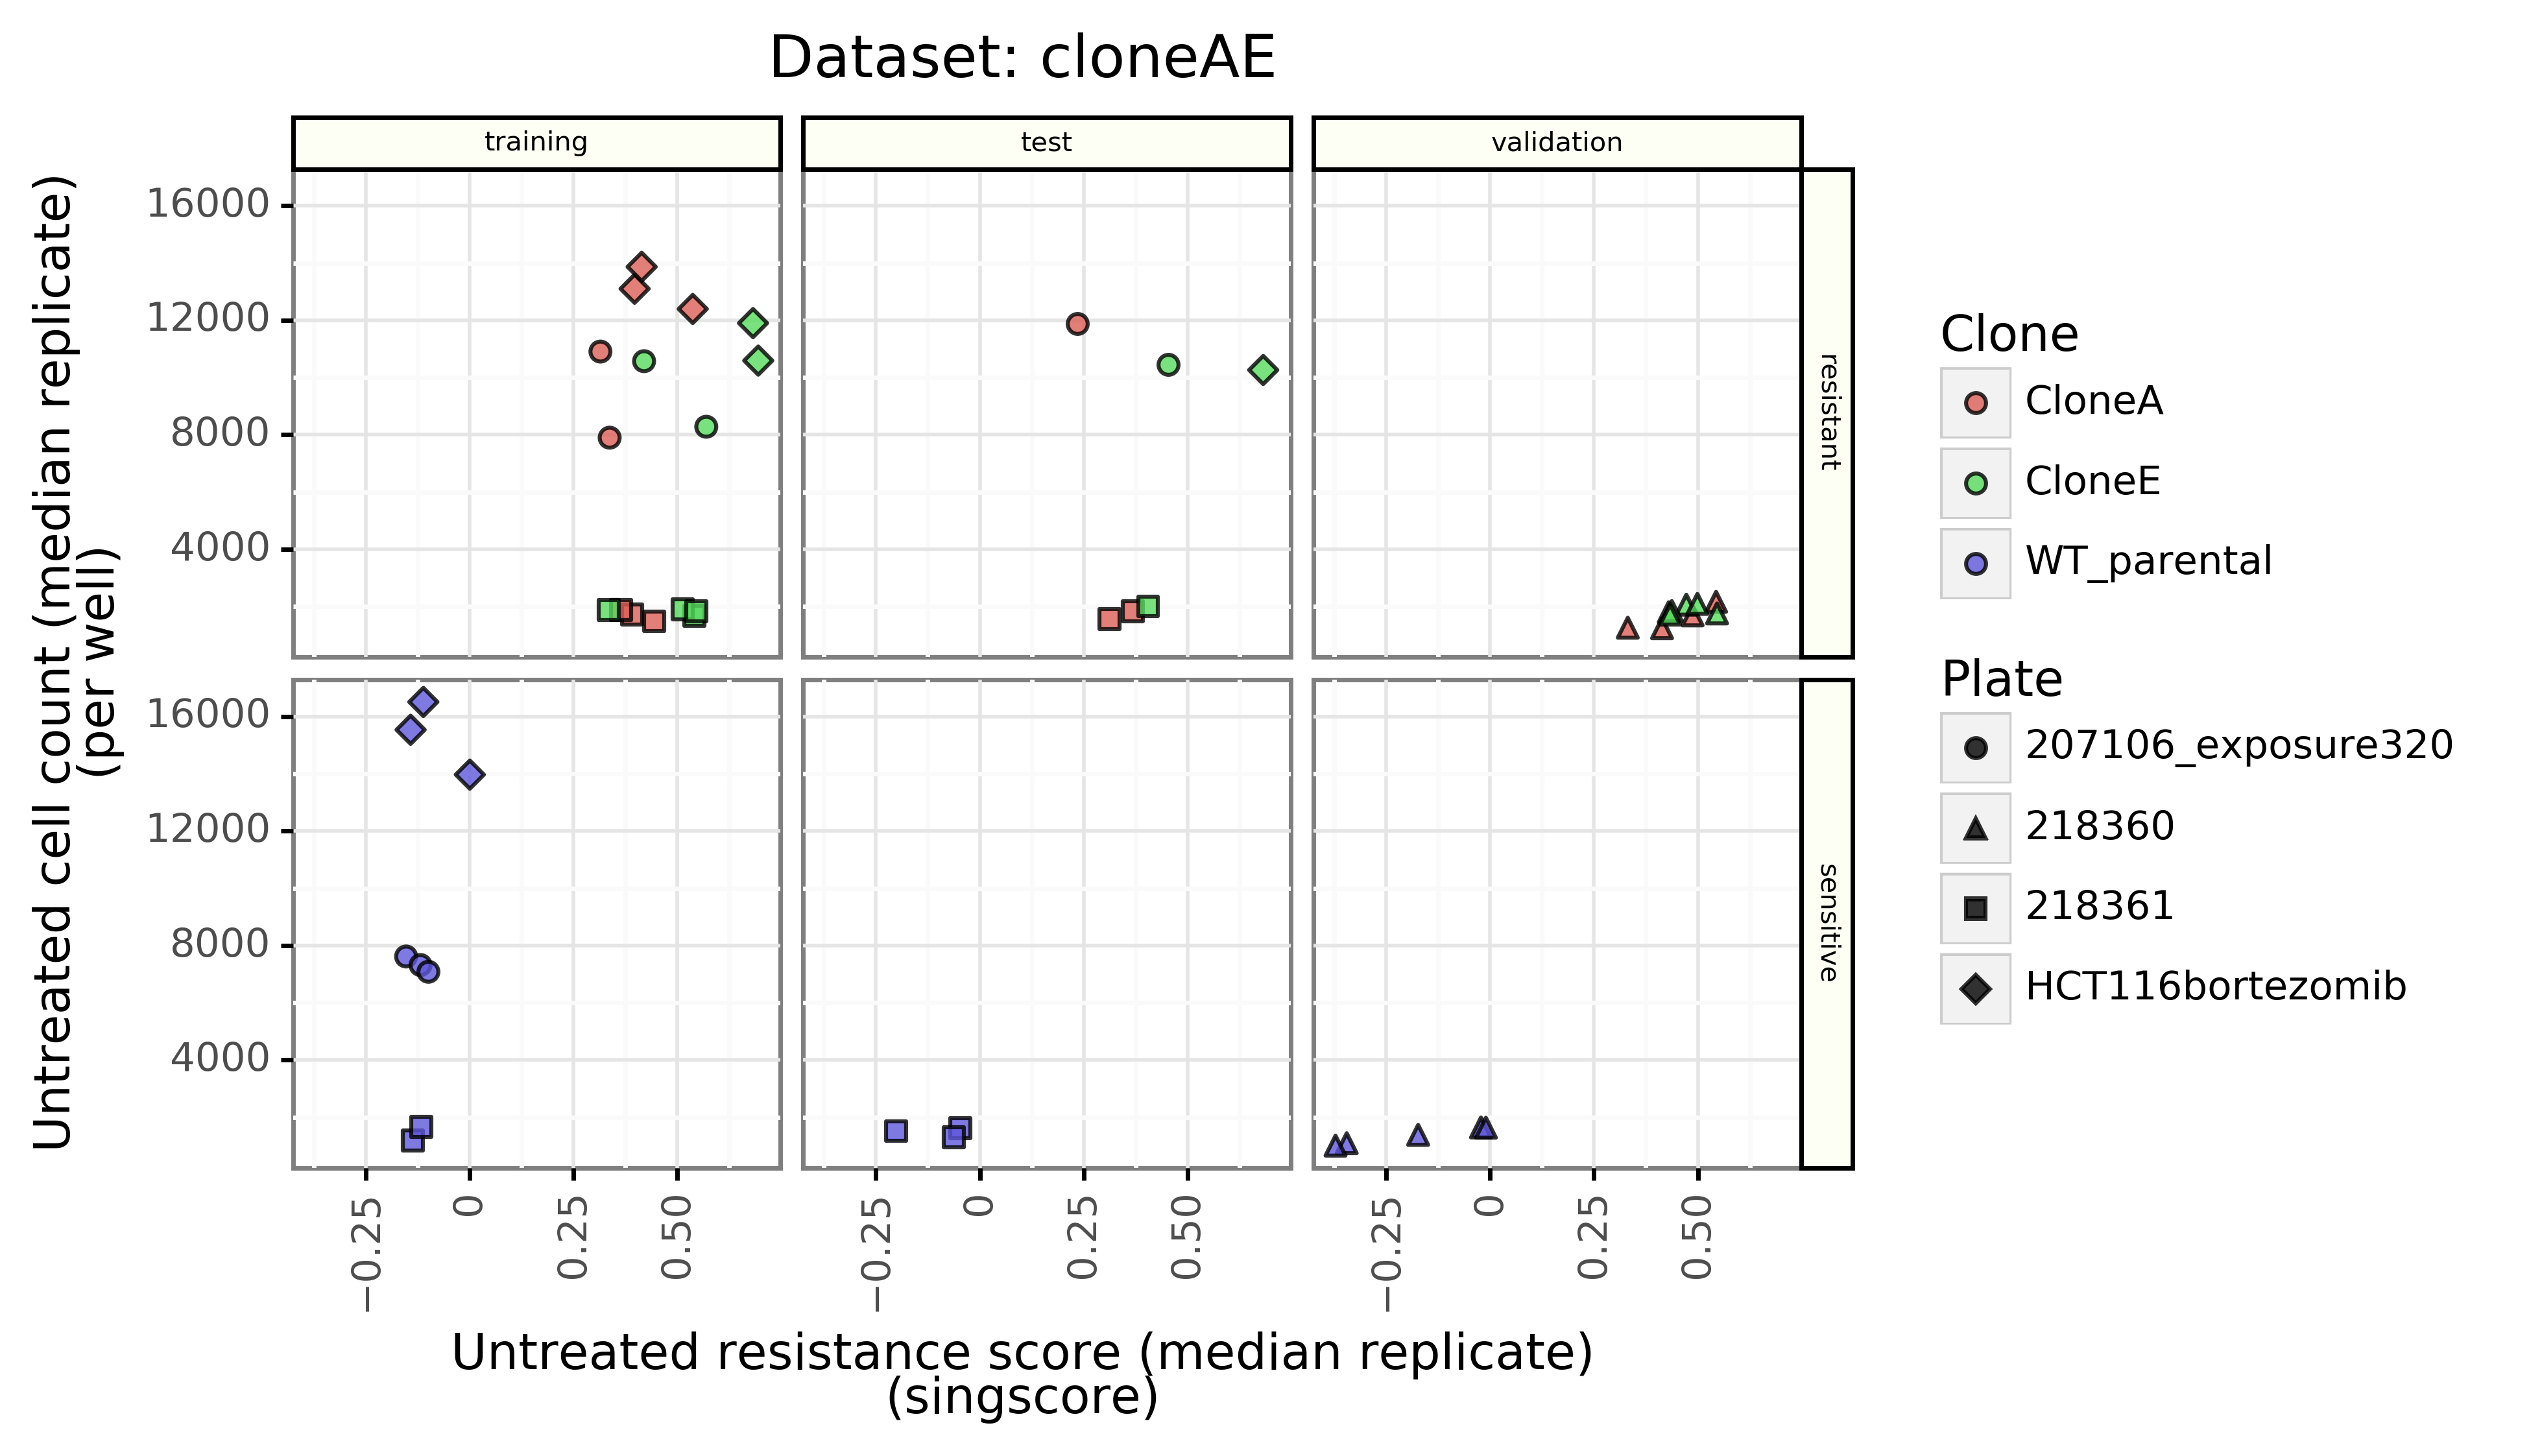 Dataset: cloneAE
training
test
validation
16000
12000
8000
4000
resistant
16000
12000
8000
4000
sensitive
−0.25
0
0.25
0.50
−0.25
0
0.25
0.50
−0.25
0
0.25
0.50
Untreated cell count (median replicate)
(per well)
Untreated resistance score (median replicate)
(singscore)
Clone
CloneA
CloneE
WT_parental
Plate
207106_exposure320
218360
218361
HCT116bortezomib